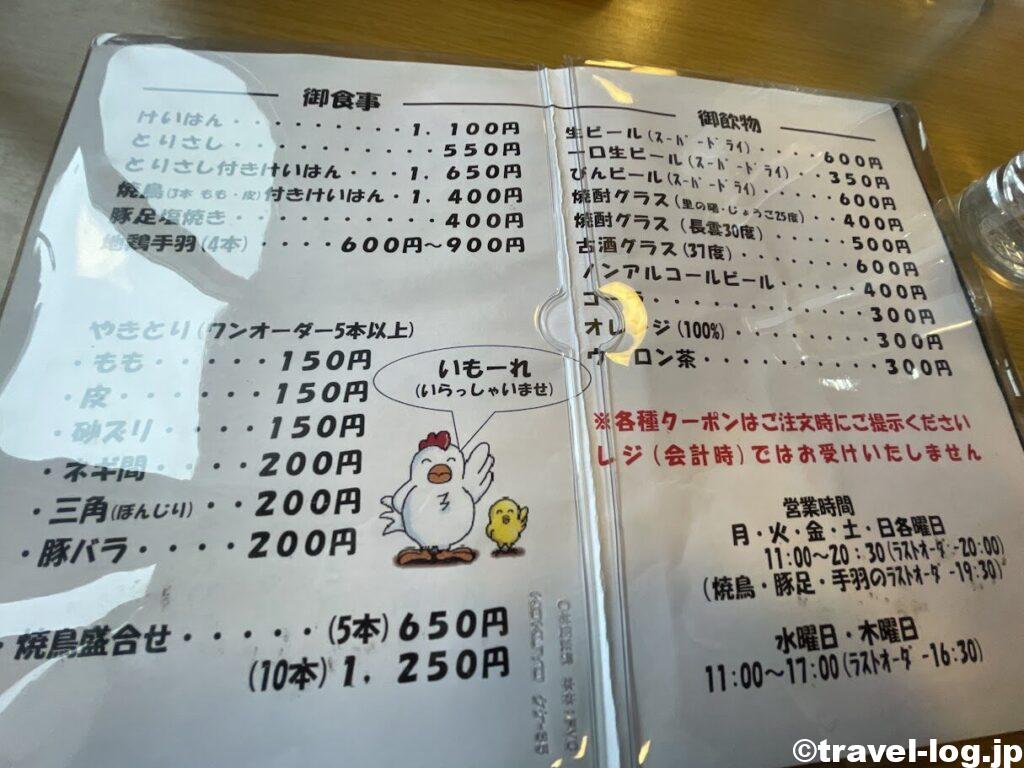 御食事
けいはん・・・・・・・・・・1,100円
とりさし・・・・・・・・・・・550円
とりさし付きけいはん・・・1,650円
焼鳥(1本 もも・皮)付きけいはん・1,400円
豚足塩焼き・・・・・・・・・・400円
地鶏手羽(4本)・・・・600円〜900円
やきとり(ワンオーダー5本以上)
・もも・・・・・・150円
・皮・・・・・・・150円
・砂ズリ・・・・・150円
・ネギ間・・・・・200円
・三角(ぼんじり)・・200円
・豚バラ・・・・200円
・焼鳥盛合せ・・・・・(5本)650円
(10本)1,250円
いもーれ
(いらっしゃいませ)
御飲物
生ビール(スーパードライ)・・・・600円
一口生ビール(スーパードライ)・・350円
びんビール(スーパードライ)・・・・600円
焼酎グラス(里の曙・じょうご25度)・・400円
焼酎グラス(長雲30度)・・・・・500円
古酒グラス(37度)・・・・・・・600円
ノンアルコールビール・・・・・400円
コーラ・・・・・・・・・・・300円
オレンジ(100%)・・・・・・・・300円
ウーロン茶・・・・・・・・・300円
※各種クーポンはご注文時にご提示ください
レジ(会計時)ではお受けいたしません
営業時間
月・火・金・土・日各曜日
11:00〜20:30(ラストオーダー20:00)
(焼鳥・豚足・手羽のラストオーダー19:30)
水曜日・木曜日
11:00〜17:00(ラストオーダー16:30)
©travel-log.jp